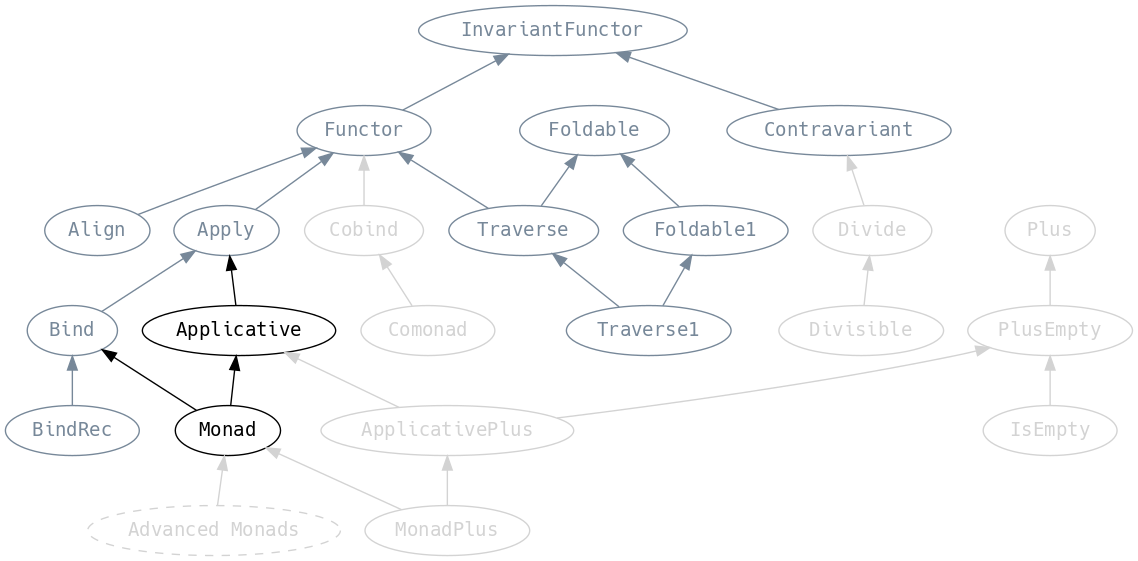 InvariantFunctor
Functor
Foldable
Contravariant
Align
Apply
Cobind
Traverse
Foldable1
Divide
Plus
Bind
Applicative
Comonad
Traverse1
Divisible
PlusEmpty
BindRec
Monad
ApplicativePlus
IsEmpty
Advanced Monads
MonadPlus